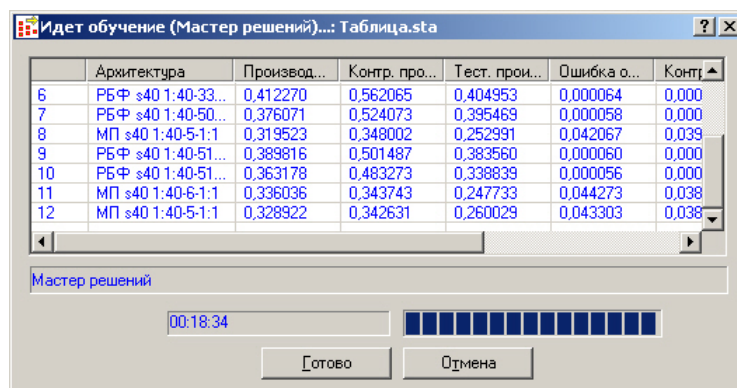 Идет обучение (Мастер решений)...: Таблица.sta
Архитектура Производ... Контр. про... Тест. прои... Ошибка о... Контр
6 РБФ s40 1:40-33... 0,412270 0,562065 0,404953 0,000064 0,000
7 РБФ s40 1:40-50... 0,376071 0,524073 0,395469 0,000058 0,000
8 МП s40 1:40-5-1:1 0,319523 0,348002 0,252991 0,042067 0,039
9 РБФ s40 1:40-51... 0,389816 0,501487 0,383560 0,000060 0,000
10 РБФ s40 1:40-51... 0,363178 0,483273 0,338839 0,000056 0,000
11 МП s40 1:40-6-1:1 0,336036 0,343743 0,247733 0,044273 0,038
12 МП s40 1:40-5-1:1 0,328922 0,342631 0,260029 0,043303 0,038
Мастер решений
00:18:34
Готово Отмена